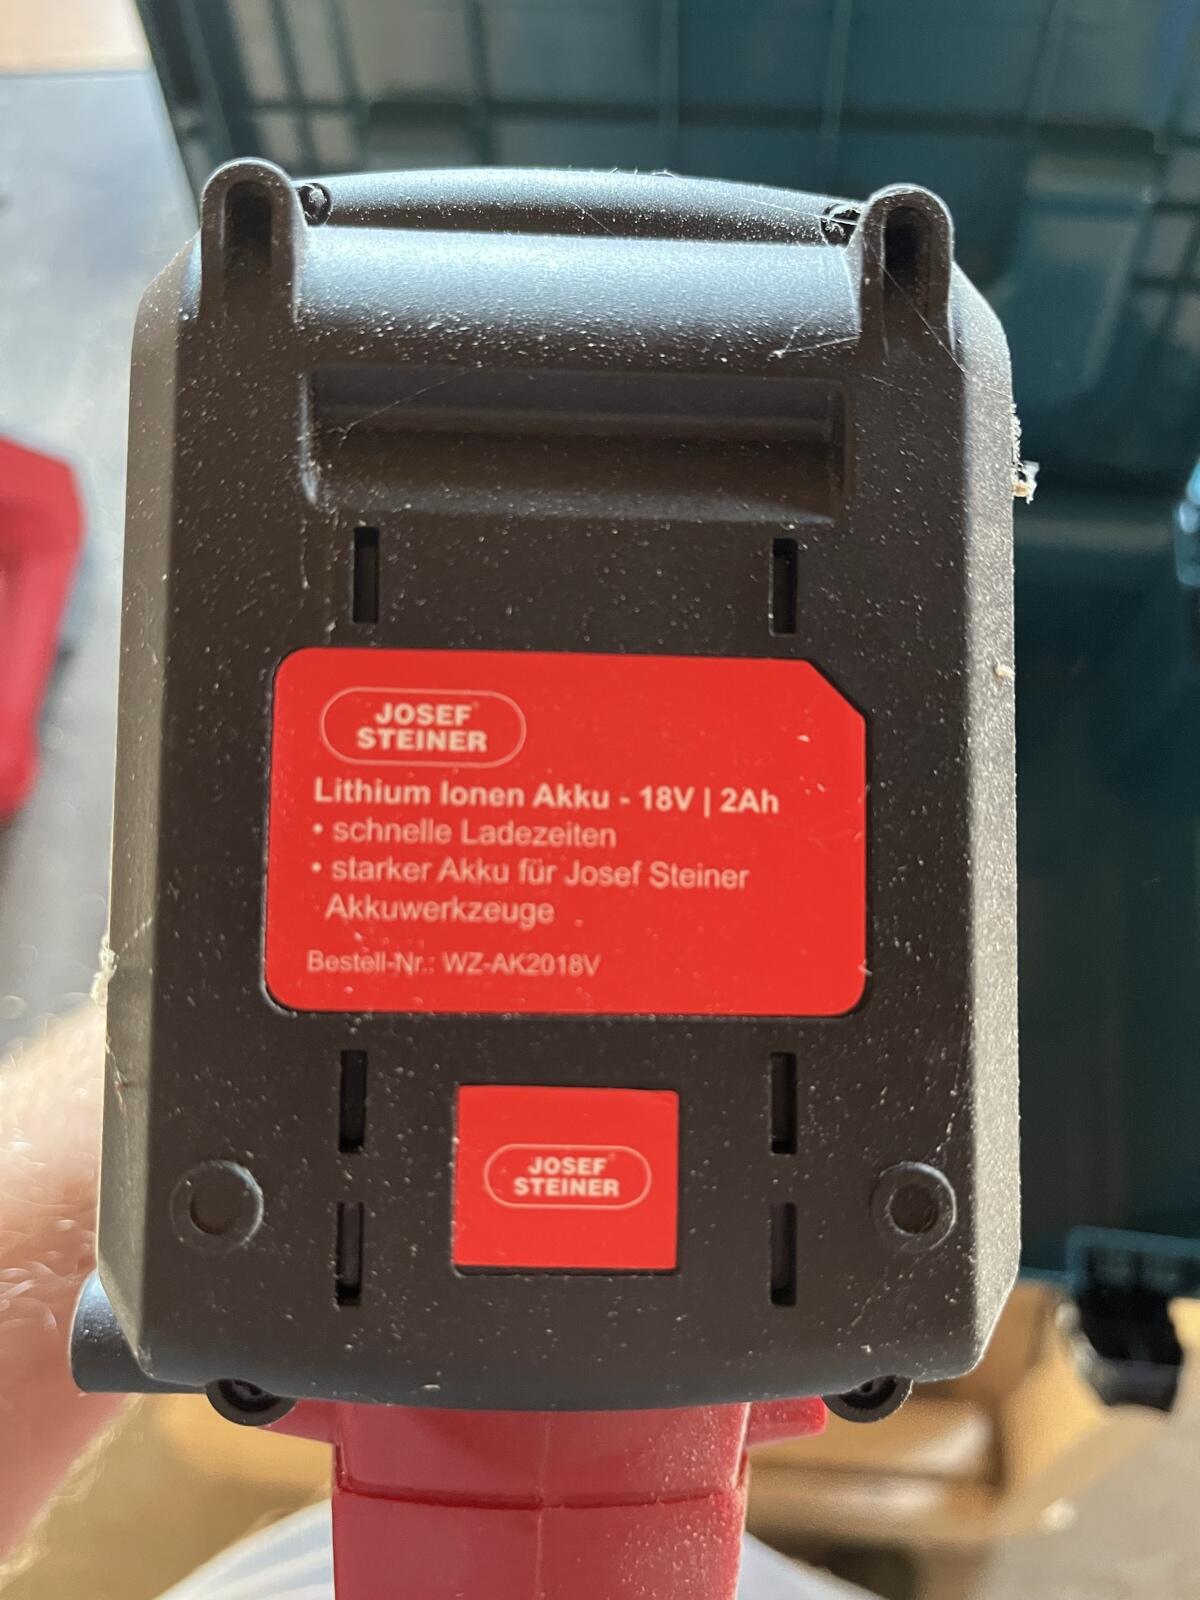 JOSEF
STEINER
Lithium Ionen Akku - 18V | 2Ah
• schnelle Ladezeiten
• starker Akku für Josef Steiner
Akkuwerkzeuge
Bestell-Nr.: WZ-AK2018V
JOSEF
STEINER